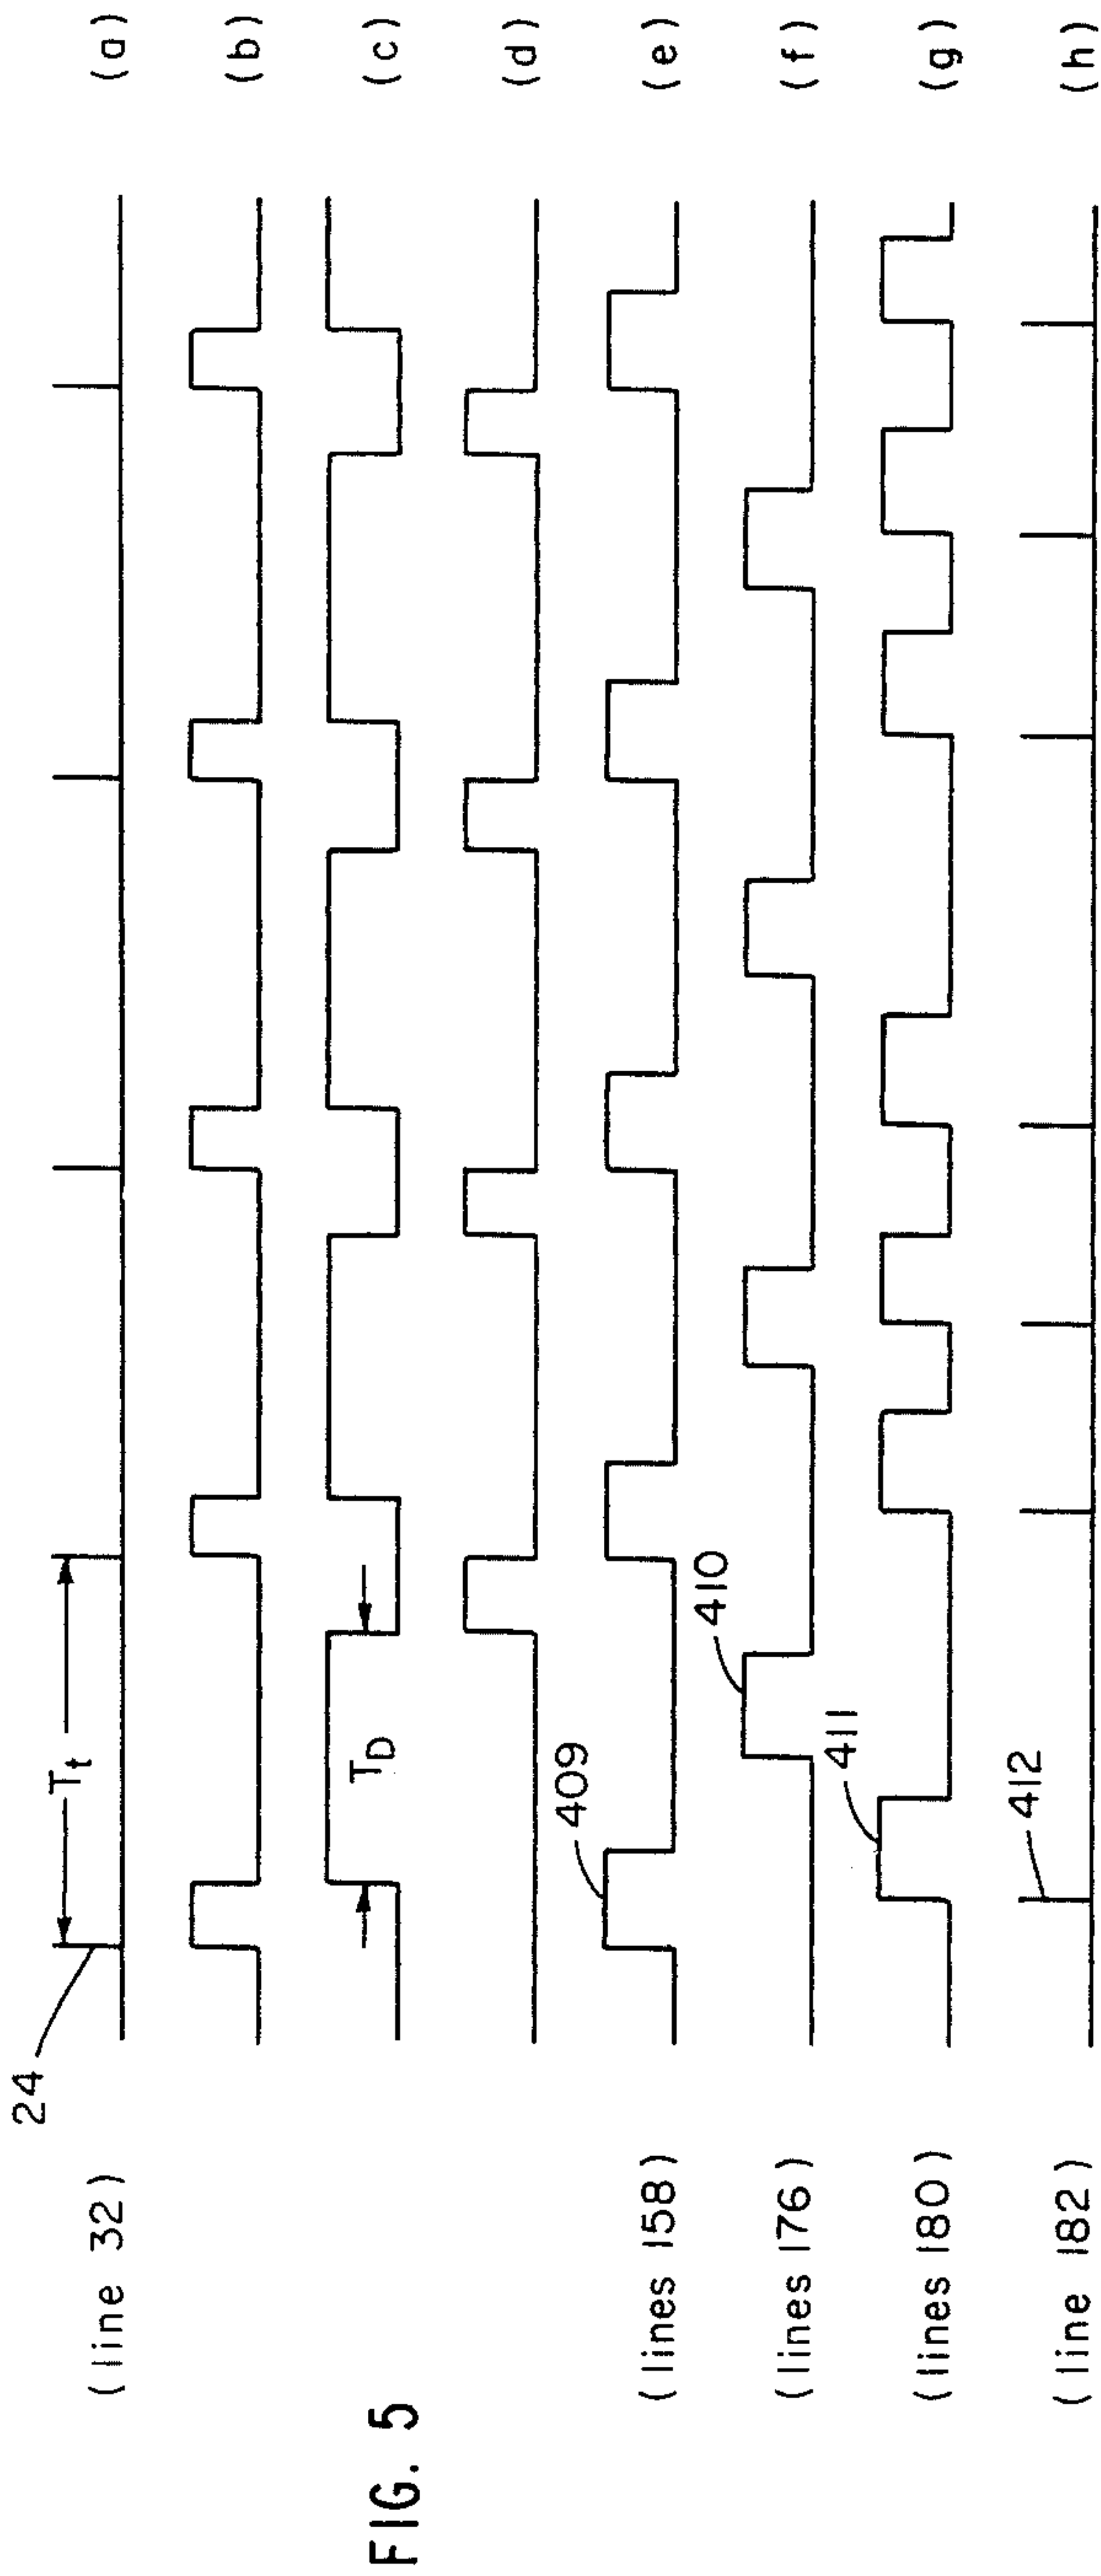 24
(line 32)
Tt
(a)
(b)
TD
(c)
(d)
409
(lines 158)
(e)
410
(lines 176)
(f)
411
(lines 180)
(g)
412
(line 182)
(h)
FIG. 5